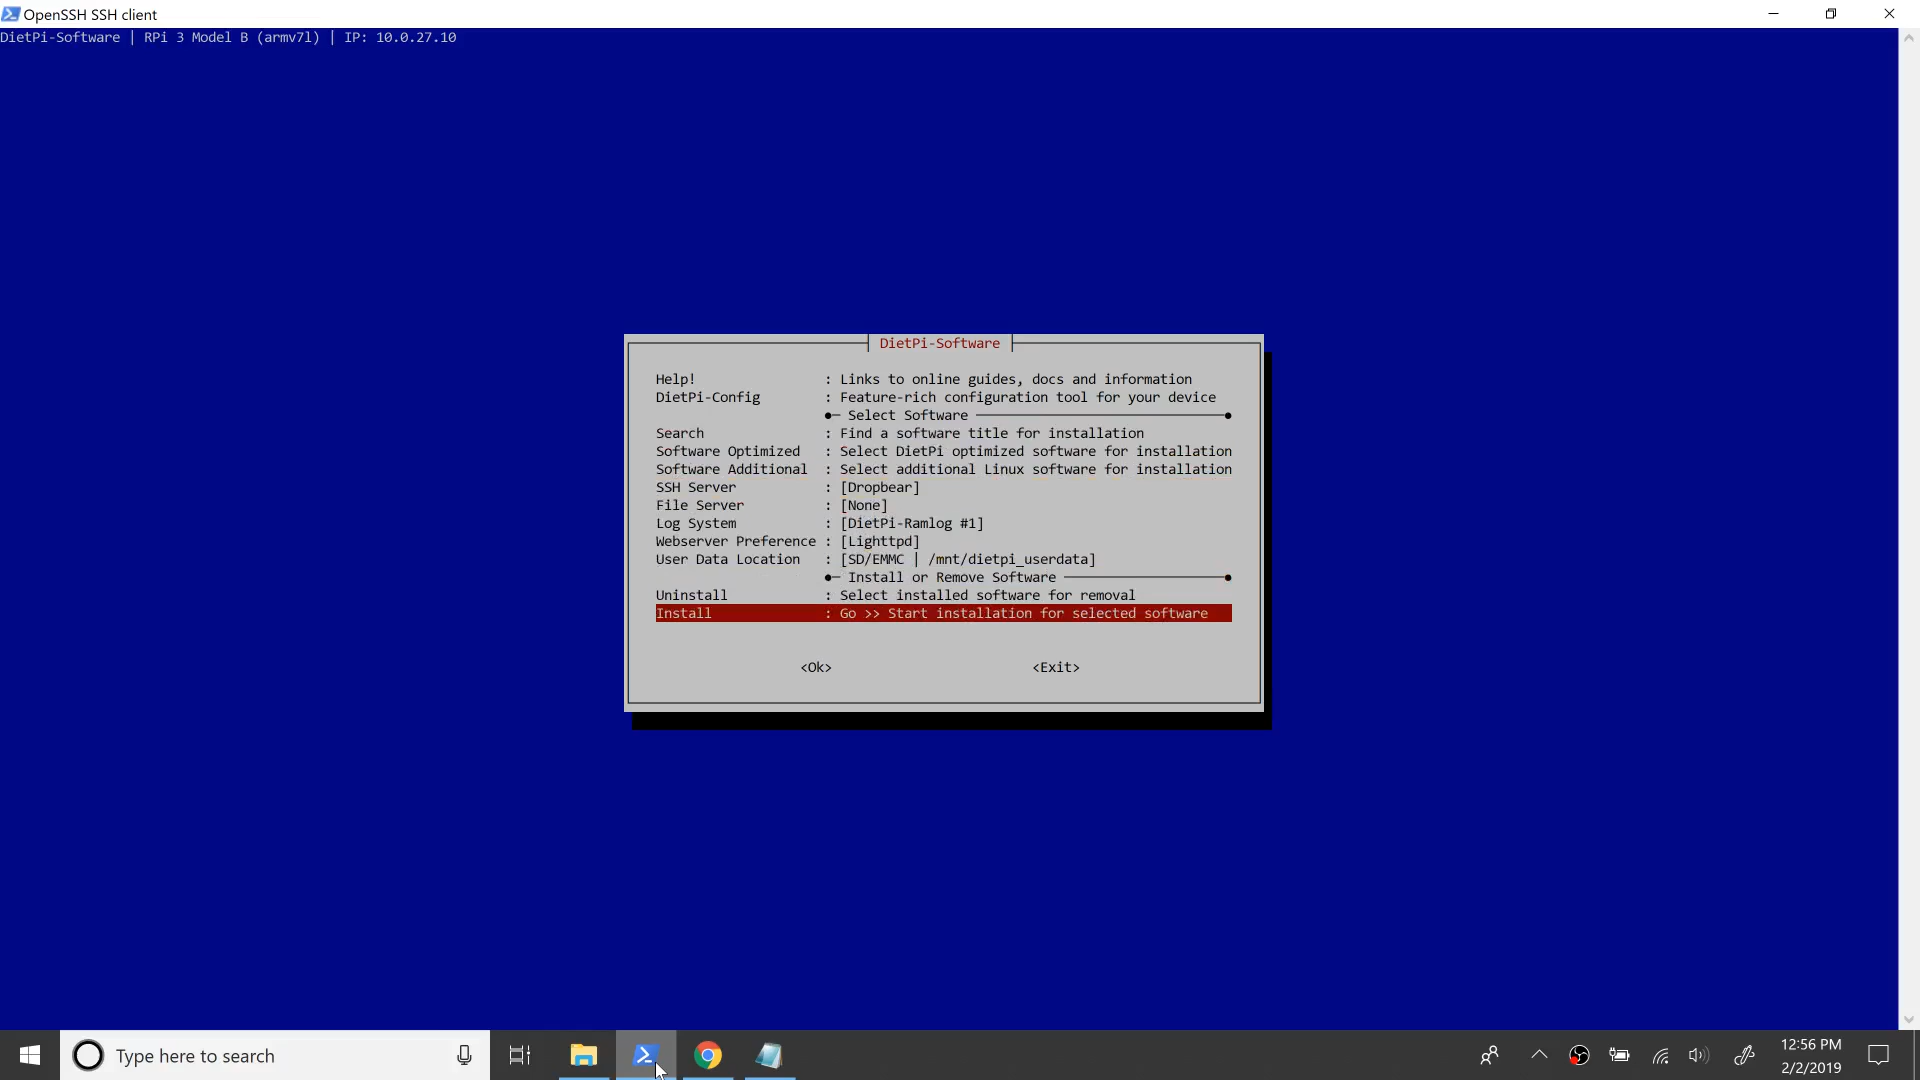 OpenSSH SSH client
DietPi-Software | RPi 3 Model B (armv7l) | IP: 10.0.27.10
DietPi-Software
Help! : Links to online guides, docs and information
DietPi-Config : Feature-rich configuration tool for your device
●─ Select Software ─●
Search : Find a software title for installation
Software Optimized : Select DietPi optimized software for installation
Software Additional : Select additional Linux software for installation
SSH Server : [Dropbear]
File Server : [None]
Log System : [DietPi-Ramlog #1]
Webserver Preference : [Lighttpd]
User Data Location : [SD/EMMC | /mnt/dietpi_userdata]
●─ Install or Remove Software ─●
Uninstall : Select installed software for removal
Install : Go >> Start installation for selected software
<Ok> <Exit>
Type here to search
12:56 PM
2/2/2019